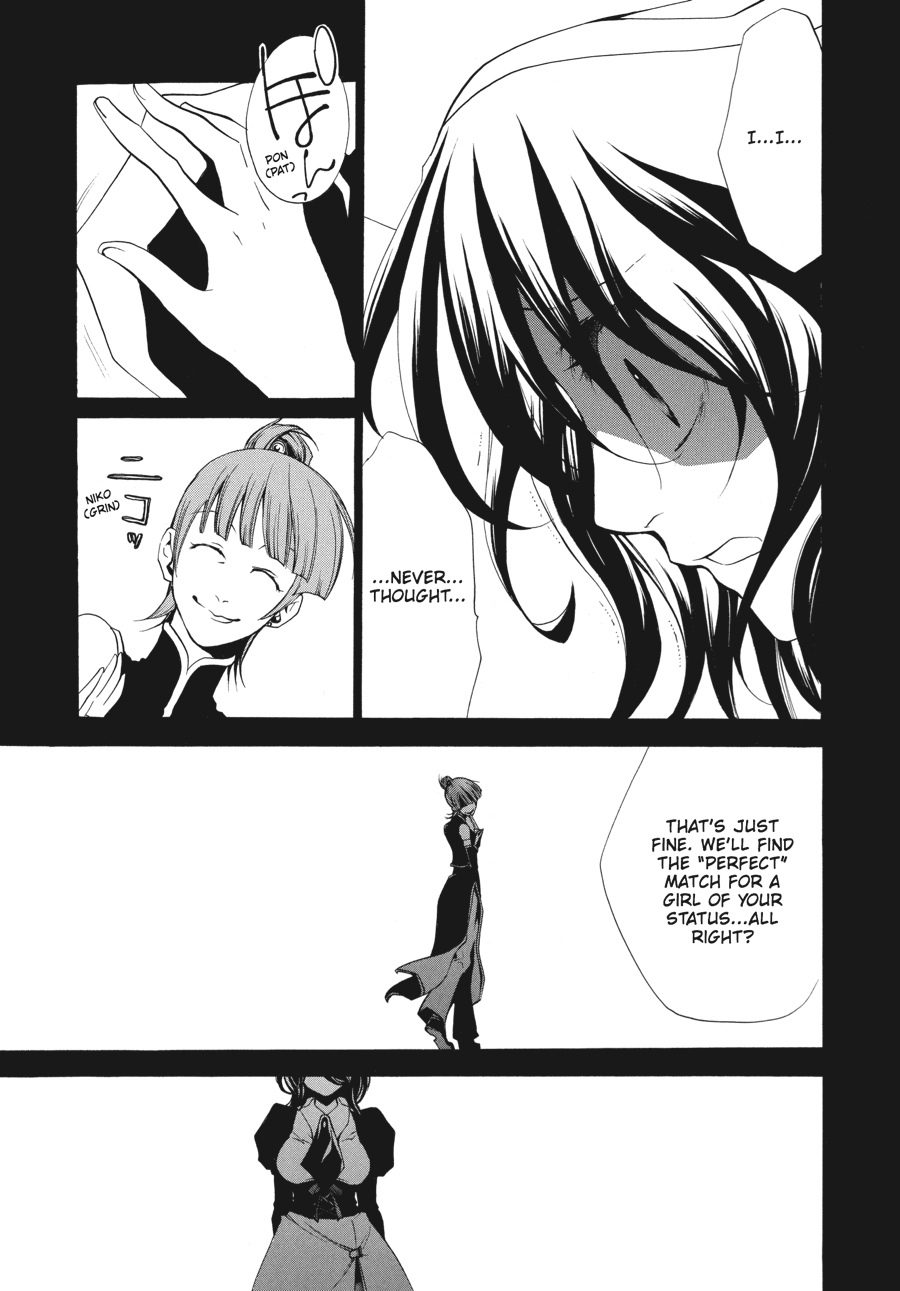 I...I...
...NEVER...
THOUGHT...
ぽんっ
PON
(PAT)
ニコッ
NIKO
(GRIN)
THAT'S JUST
FINE. WE'LL FIND
THE "PERFECT"
MATCH FOR A
GIRL OF YOUR
STATUS...ALL
RIGHT?